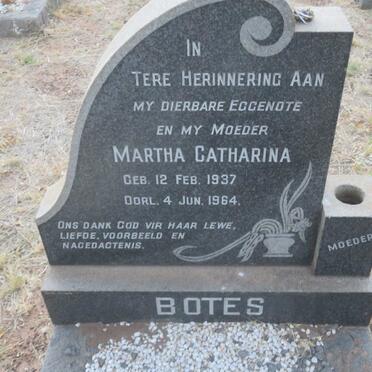 IN
TERE HERINNERING AAN
MY DIERBARE EGGENOTE
EN MY MOEDER
MARTHA CATHARINA
GEB. 12 FEB. 1937
OORL. 4 JUN. 1964.
ONS DANK GOD VIR HAAR LEWE,
LIEFDE, VOORBEELD EN
NAGEDAGTENIS.
MOEDER
BOTES